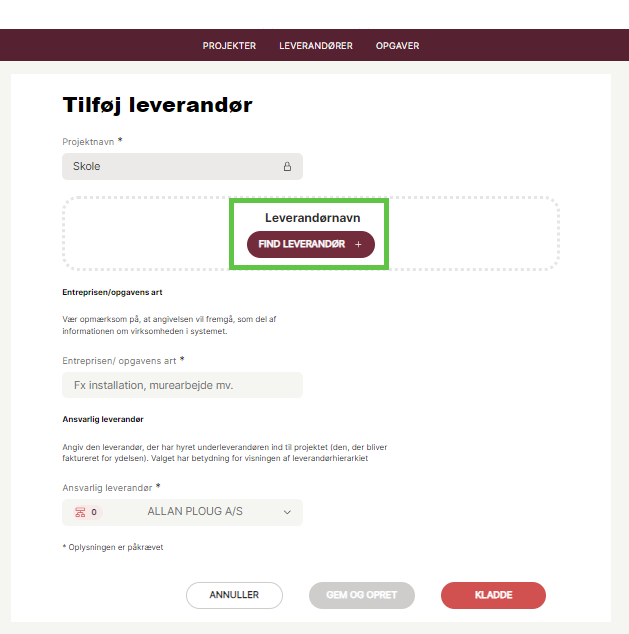 PROJEKTER LEVERANDØRER OPGAVER
Tilføj leverandør
Projektnavn *
Skole
Leverandørnavn
FIND LEVERANDØR +
Entreprisen/opgavens art
Vær opmærksom på, at angivelsen vil fremgå, som del af
informationen om virksomheden i systemet.
Entreprisen/ opgavens art *
Fx installation, murearbejde mv.
Ansvarlig leverandør
Angiv den leverandør, der har hyret underleverandøren ind til projektet (den, der bliver
faktureret for ydelsen). Valget har betydning for visningen af leverandørhierarkiet
Ansvarlig leverandør *
0 ALLAN PLOUG A/S
* Oplysningen er påkrævet
ANNULLER GEM OG OPRET KLADDE